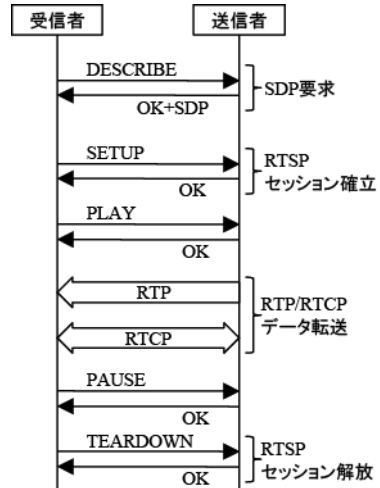 受信者
送信者
DESCRIBE
OK+SDP
SDP要求
SETUP
OK
RTSP
セッション確立
PLAY
OK
RTP
RTCP
RTP/RTCP
データ転送
PAUSE
OK
TEARDOWN
OK
RTSP
セッション解放